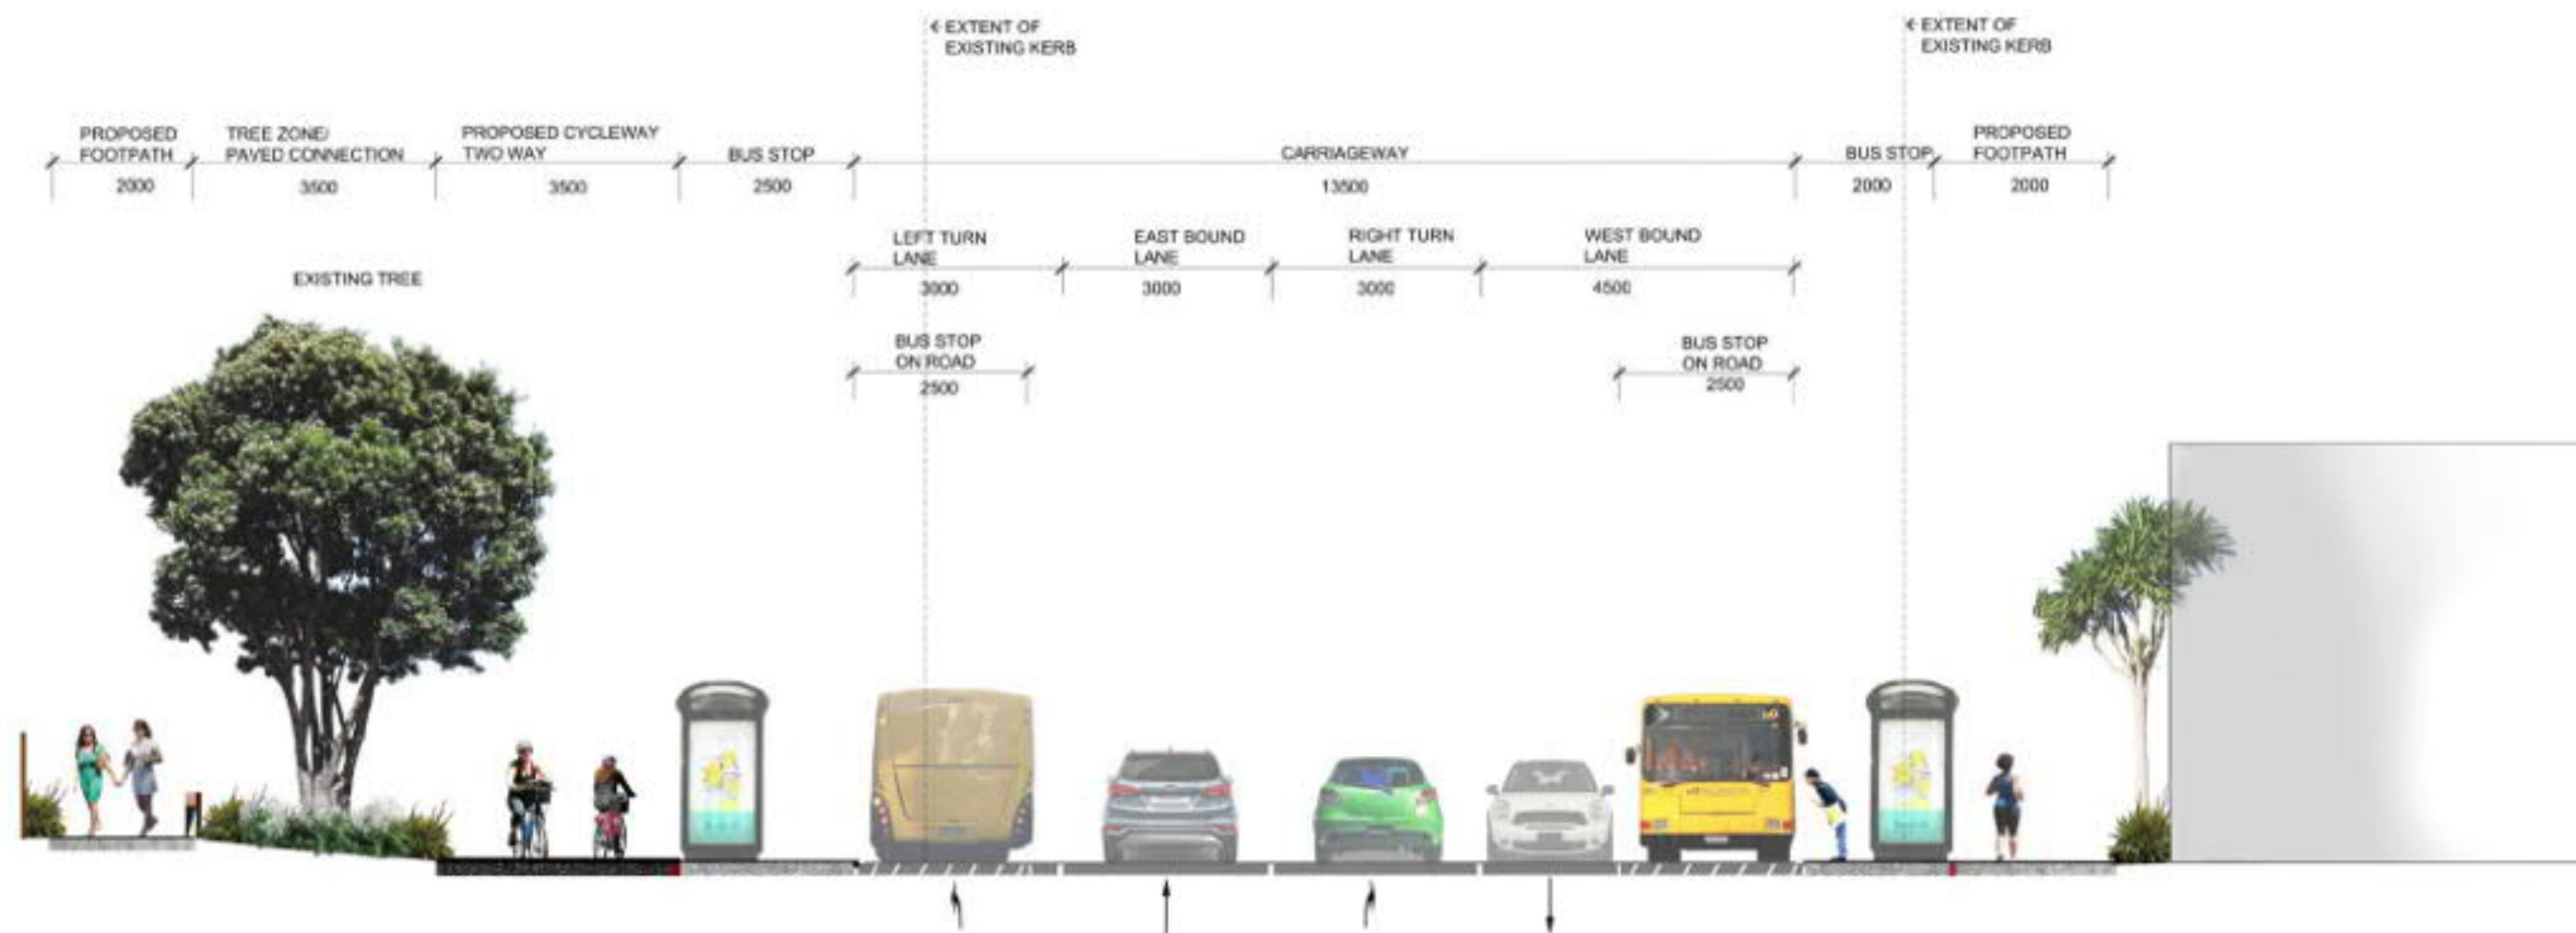 ← EXTENT OF
EXISTING KERB
← EXTENT OF
EXISTING KERB
PROPOSED
FOOTPATH
2000
TREE ZONE/
PAVED CONNECTION
3500
PROPOSED CYCLEWAY
TWO WAY
3500
BUS STOP
2500
CARRIAGEWAY
13500
BUS STOP
2000
PROPOSED
FOOTPATH
2000
LEFT TURN
LANE
3000
EAST BOUND
LANE
3000
RIGHT TURN
LANE
3000
WEST BOUND
LANE
4500
EXISTING TREE
BUS STOP
ON ROAD
2500
BUS STOP
ON ROAD
2500